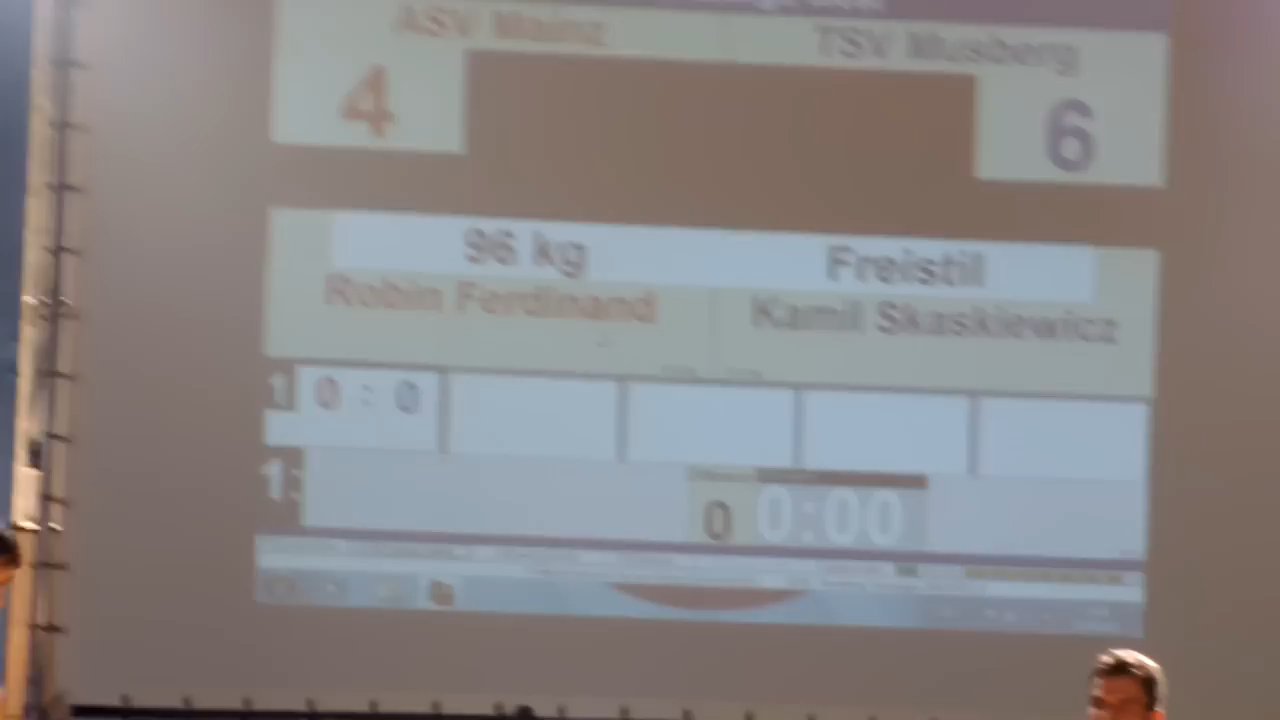 ASV Mainz TSV Musberg
4 6
96 kg Freistil
Robin Ferdinand Kamil Skaskiewicz
1 0 : 0
1:
0 0:00